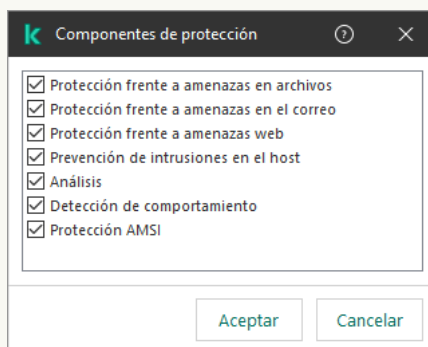 Componentes de protección
Protección frente a amenazas en archivos
Protección frente a amenazas en el correo
Protección frente a amenazas web
Prevención de intrusiones en el host
Análisis
Detección de comportamiento
Protección AMSI
Aceptar
Cancelar